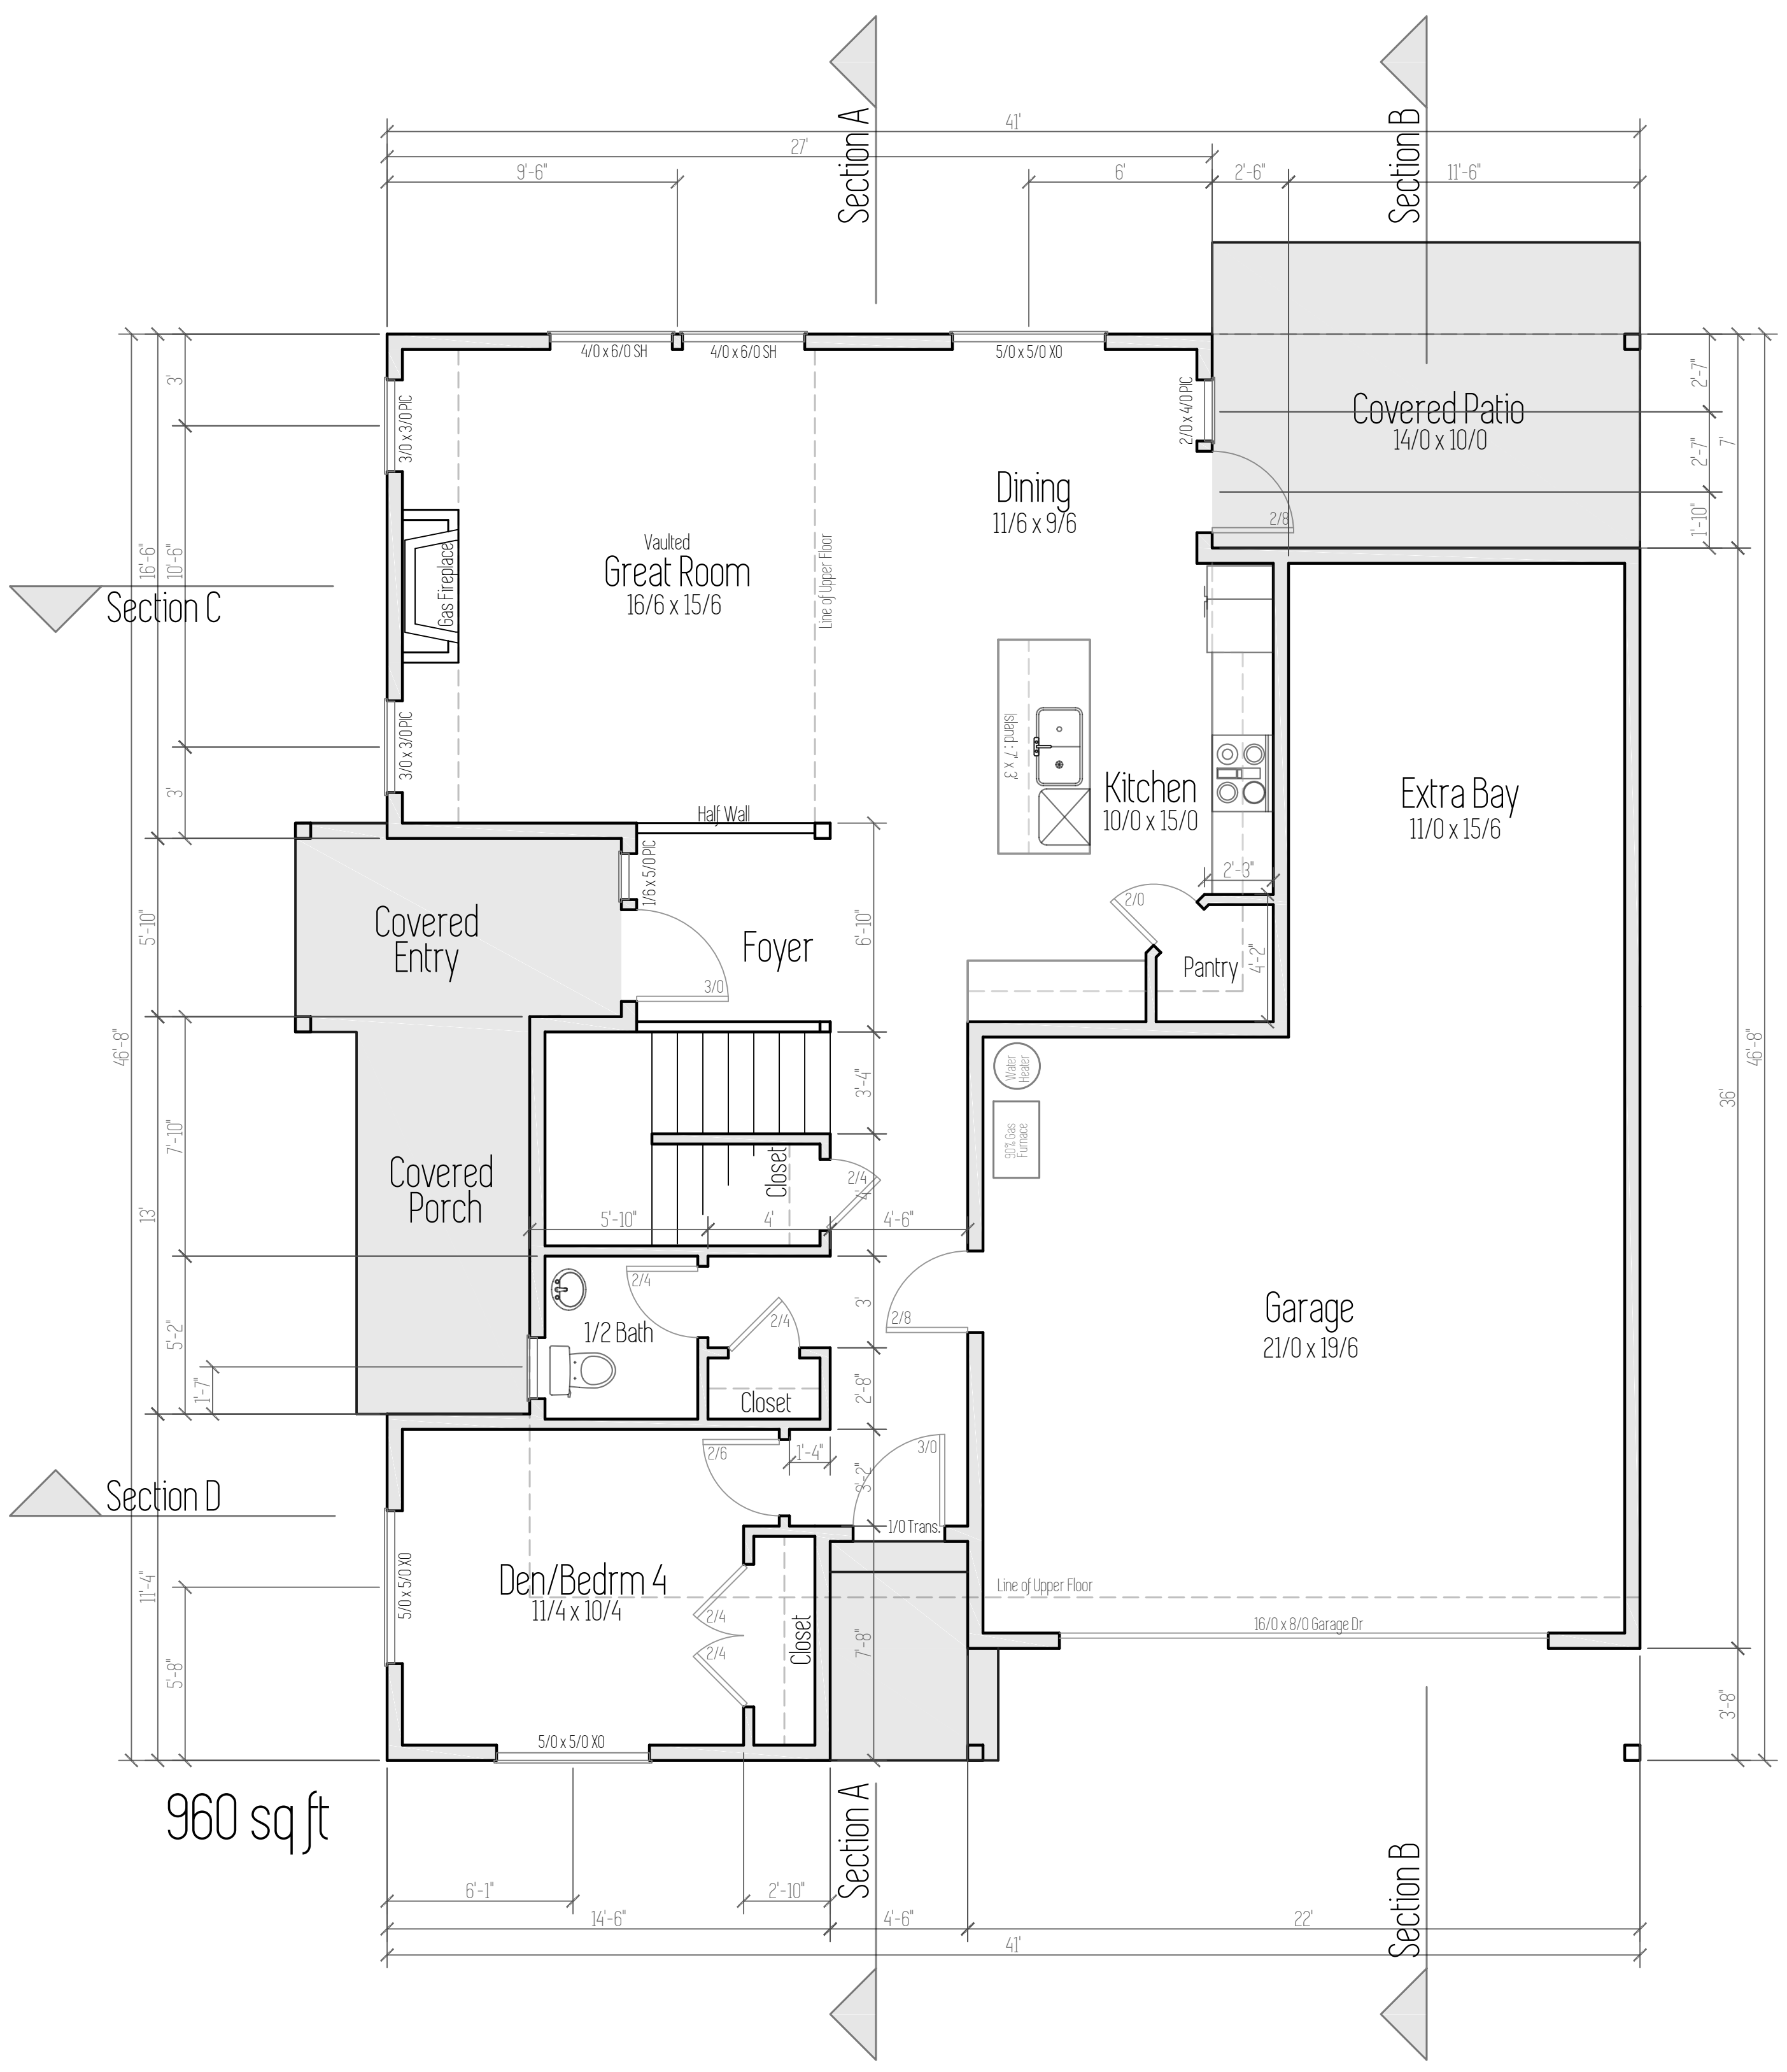 Section A
Section B
41'
27'
9'-6"
6'
2'-6"
11'-6"
4/0 x 6/0 SH
4/0 x 6/0 SH
5/0 x 5/0 XO
3'
3/0 x 3/0 PIC
2/0 x 4/0 PIC
Covered Patio
14/0 x 10/0
2'-7"
2'-7"
7'
1'-10"
Dining
11/6 x 9/6
2/8
Vaulted
Great Room
16/6 x 15/6
Line of Upper Floor
Gas Fireplace
16'-6"
10'-6"
Section C
3/0 x 3/0 PIC
3'
Island : 7' x 3'
Kitchen
10/0 x 15/0
Extra Bay
11/0 x 15/6
Half Wall
1/6 x 5/0 PIC
2'-3"
2/0
Covered
Entry
Foyer
3/0
5'-10"
6'-10"
Pantry
4'-2"
46'-8"
46'-8"
36'
Water
Heater
90% Gas
Furnace
3'-4"
7'-10"
13'
Covered
Porch
Closet
2/4
4'
5'-10"
4'
4'-6"
2/4
1/2 Bath
2/4
3'
2/8
Garage
21/0 x 19/6
5'-2"
1'-7"
Closet
2'-8"
2/6
1'-4"
3'-2"
3/0
1/0 Trans.
Section D
Den/Bedrm 4
11/4 x 10/4
5/0 x 5/0 XO
11'-4"
5'-8"
2/4
2/4
Closet
7'-8"
Line of Upper Floor
16/0 x 8/0 Garage Dr
3'-8"
5/0 x 5/0 XO
960 sq ft
Section A
Section B
6'-1"
2'-10"
14'-6"
4'-6"
22'
41'